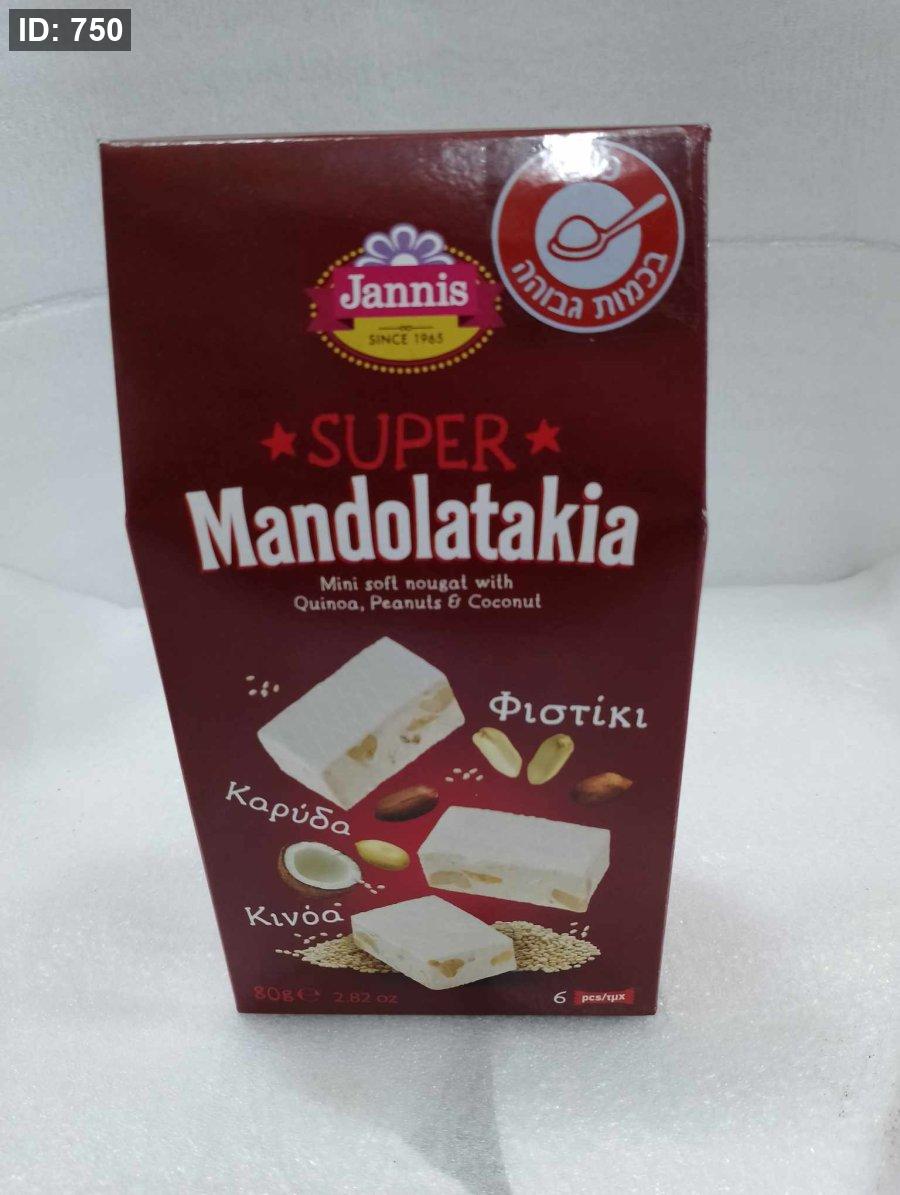 ID: 750
בכמות גבוהה
Jannis
SINCE 1965
SUPER
Mandolatakia
Mini soft nougat with
Quinoa, Peanuts & Coconut
Φιστίκι
Καρύδα
Κινόα
80g ℮ 2.82 oz
6 pcs/τμχ